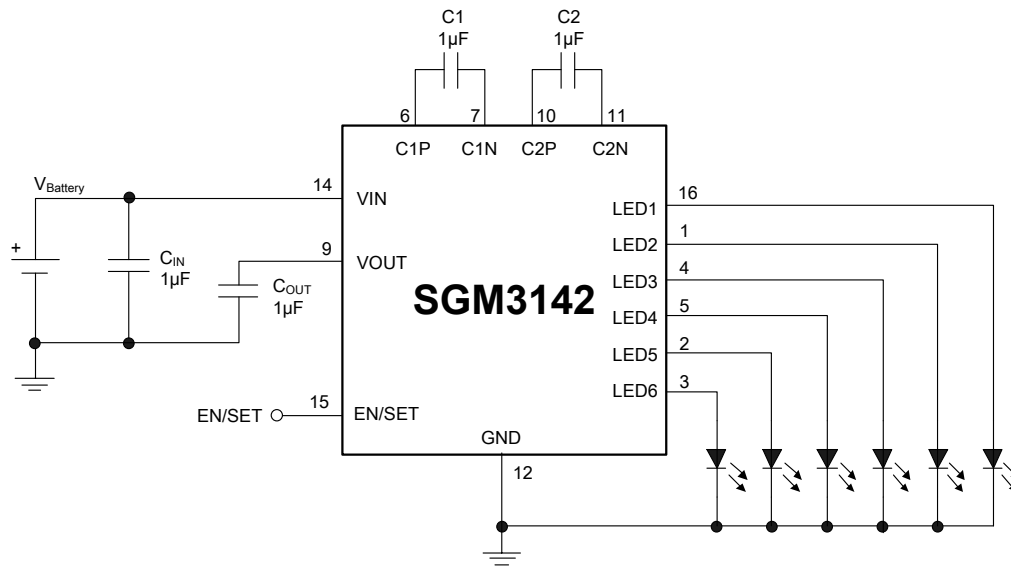 C1
1µF
C2
1µF
6
7
10
11
C1P
C1N
C2P
C2N
VBattery
14
VIN
16
LED1
1
LED2
+
CIN
1µF
9
VOUT
COUT
1µF
SGM3142
4
LED3
5
LED4
2
LED5
3
LED6
EN/SET
15
EN/SET
GND
12